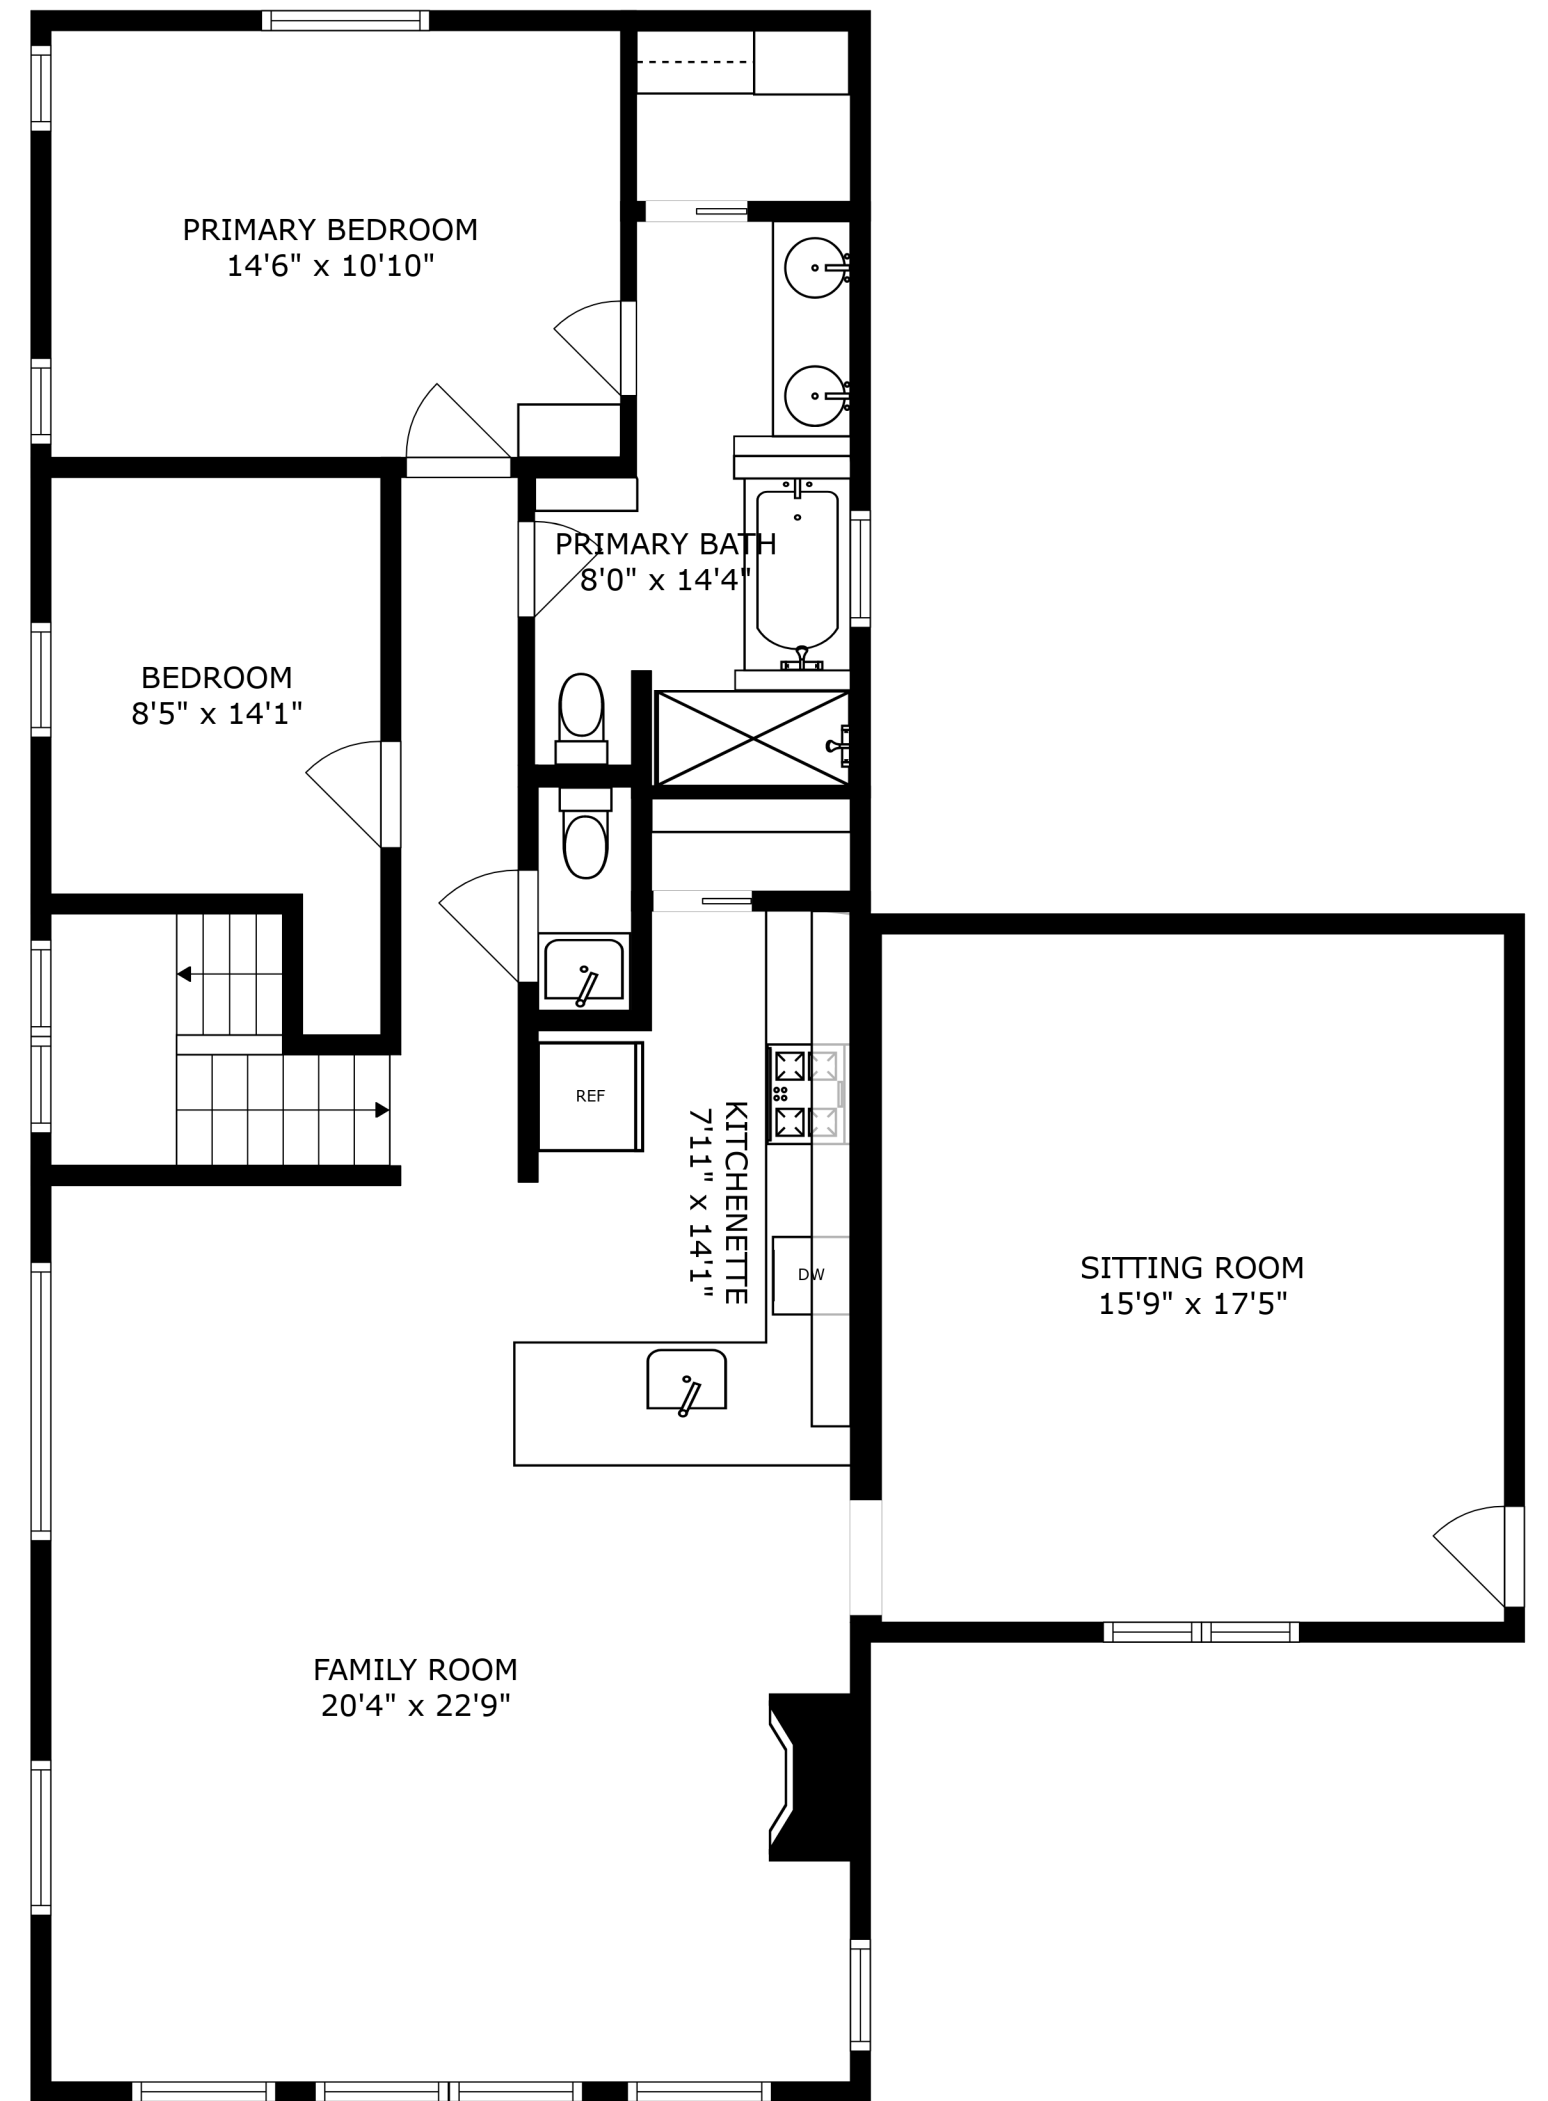 PRIMARY BEDROOM
14'6" x 10'10"
PRIMARY BATH
8'0" x 14'4"
BEDROOM
8'5" x 14'1"
REF
KITCHENETTE
7'11" x 14'1"
DW
SITTING ROOM
15'9" x 17'5"
FAMILY ROOM
20'4" x 22'9"